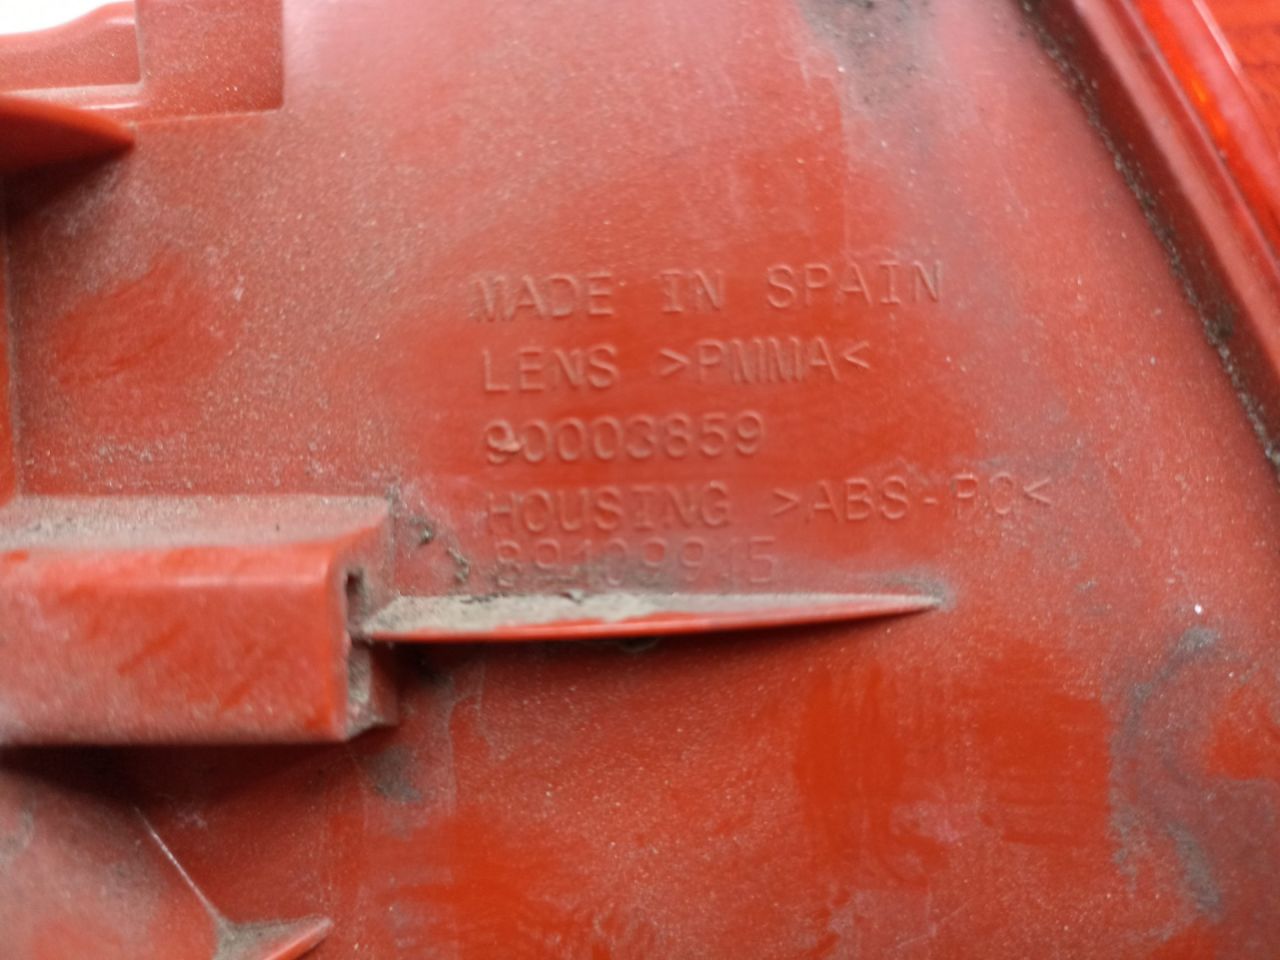 MADE IN SPAIN
LENS >PMMA<
90003859
HOUSING >ABS-PC<
89109915